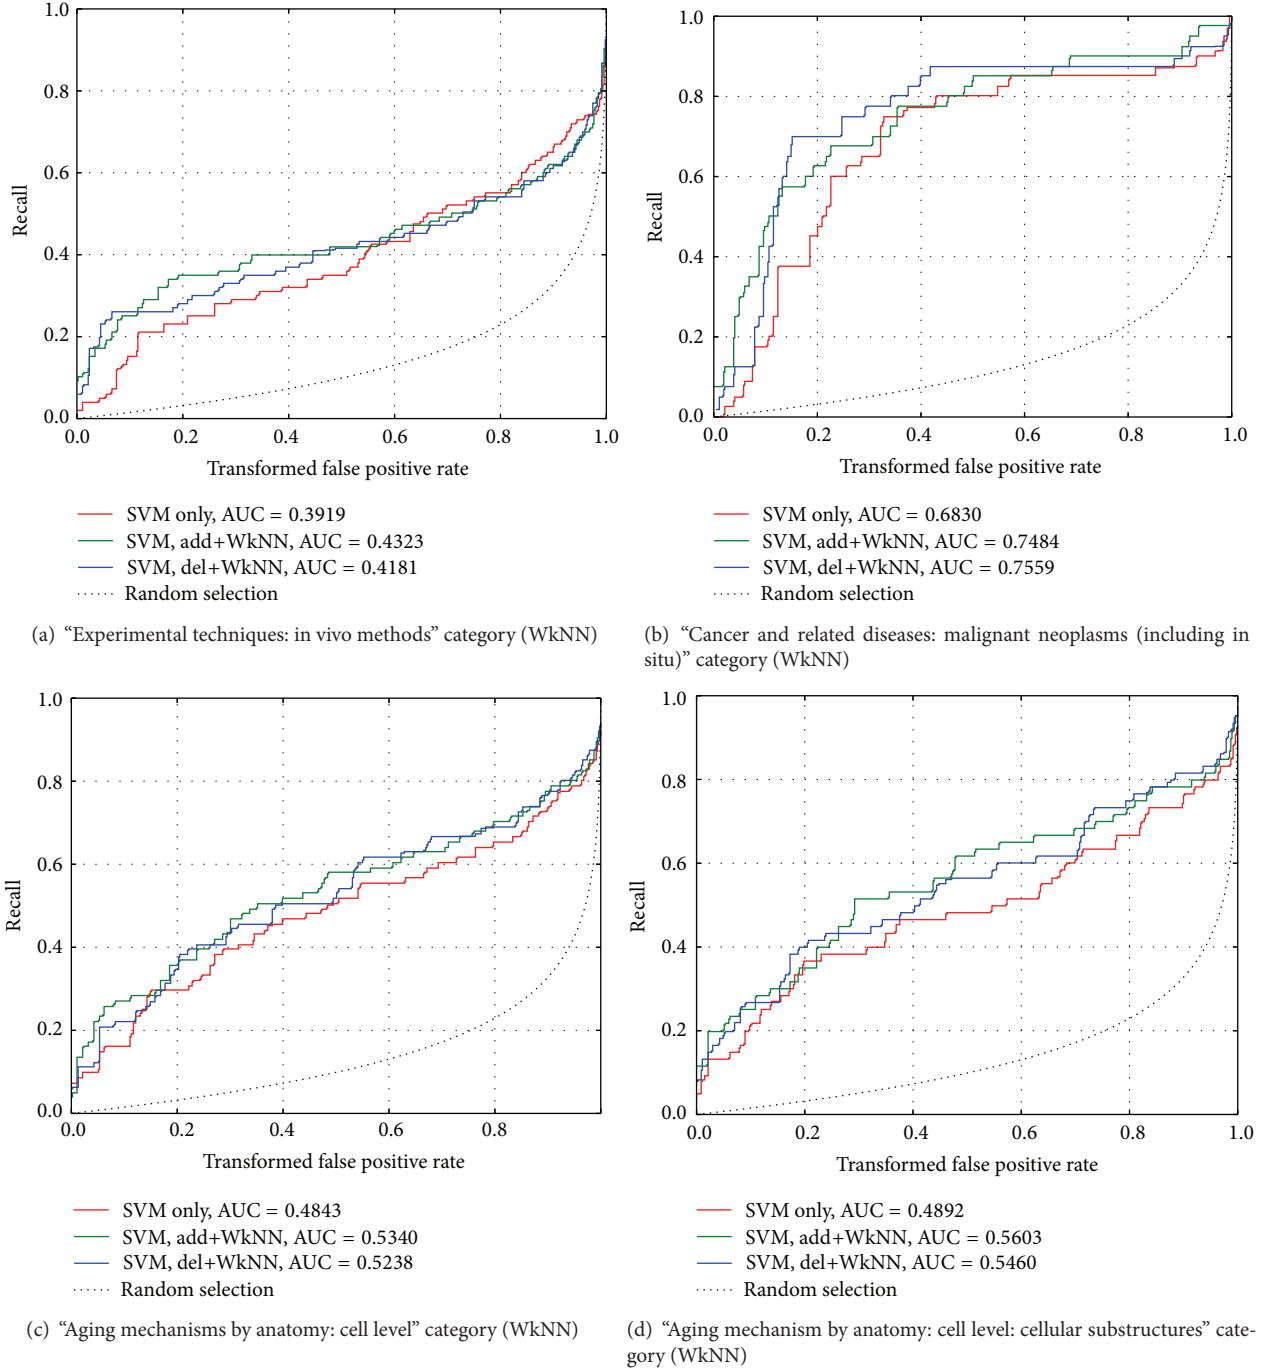 1.0
0.8
0.6
0.4
0.2
0.0
Recall
0.0 0.2 0.4 0.6 0.8 1.0
Transformed false positive rate
SVM only, AUC = 0.3919
SVM, add+WkNN, AUC = 0.4323
SVM, del+WkNN, AUC = 0.4181
Random selection
(a) “Experimental techniques: in vivo methods” category (WkNN)
1.0
0.8
0.6
0.4
0.2
0.0
Recall
0.0 0.2 0.4 0.6 0.8 1.0
Transformed false positive rate
SVM only, AUC = 0.6830
SVM, add+WkNN, AUC = 0.7484
SVM, del+WkNN, AUC = 0.7559
Random selection
(b) “Cancer and related diseases: malignant neoplasms (including in
situ)” category (WkNN)
1.0
0.8
0.6
0.4
0.2
0.0
Recall
0.0 0.2 0.4 0.6 0.8
Transformed false positive rate
SVM only, AUC = 0.4843
SVM, add+WkNN, AUC = 0.5340
SVM, del+WkNN, AUC = 0.5238
Random selection
(c) “Aging mechanisms by anatomy: cell level” category (WkNN)
1.0
0.8
0.6
0.4
0.2
0.0
Recall
0.0 0.2 0.4 0.6 0.8 1.0
Transformed false positive rate
SVM only, AUC = 0.4892
SVM, add+WkNN, AUC = 0.5603
SVM, del+WkNN, AUC = 0.5460
Random selection
(d) “Aging mechanism by anatomy: cell level: cellular substructures” cate-
gory (WkNN)